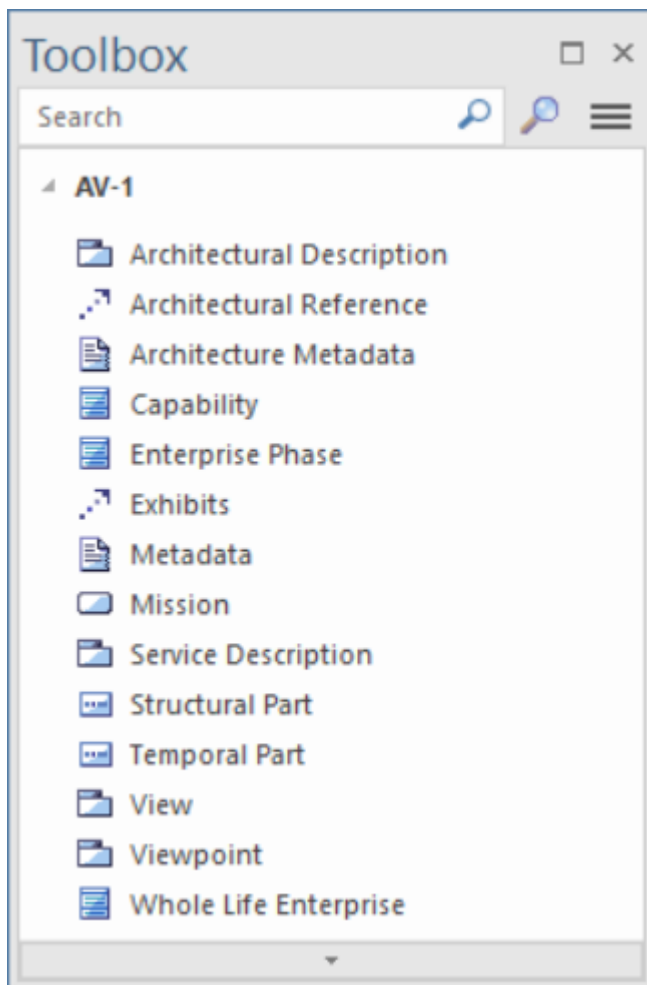 Toolbox
Search
AV-1
Architectural Description
Architectural Reference
Architecture Metadata
Capability
Enterprise Phase
Exhibits
Metadata
Mission
Service Description
Structural Part
Temporal Part
View
Viewpoint
Whole Life Enterprise